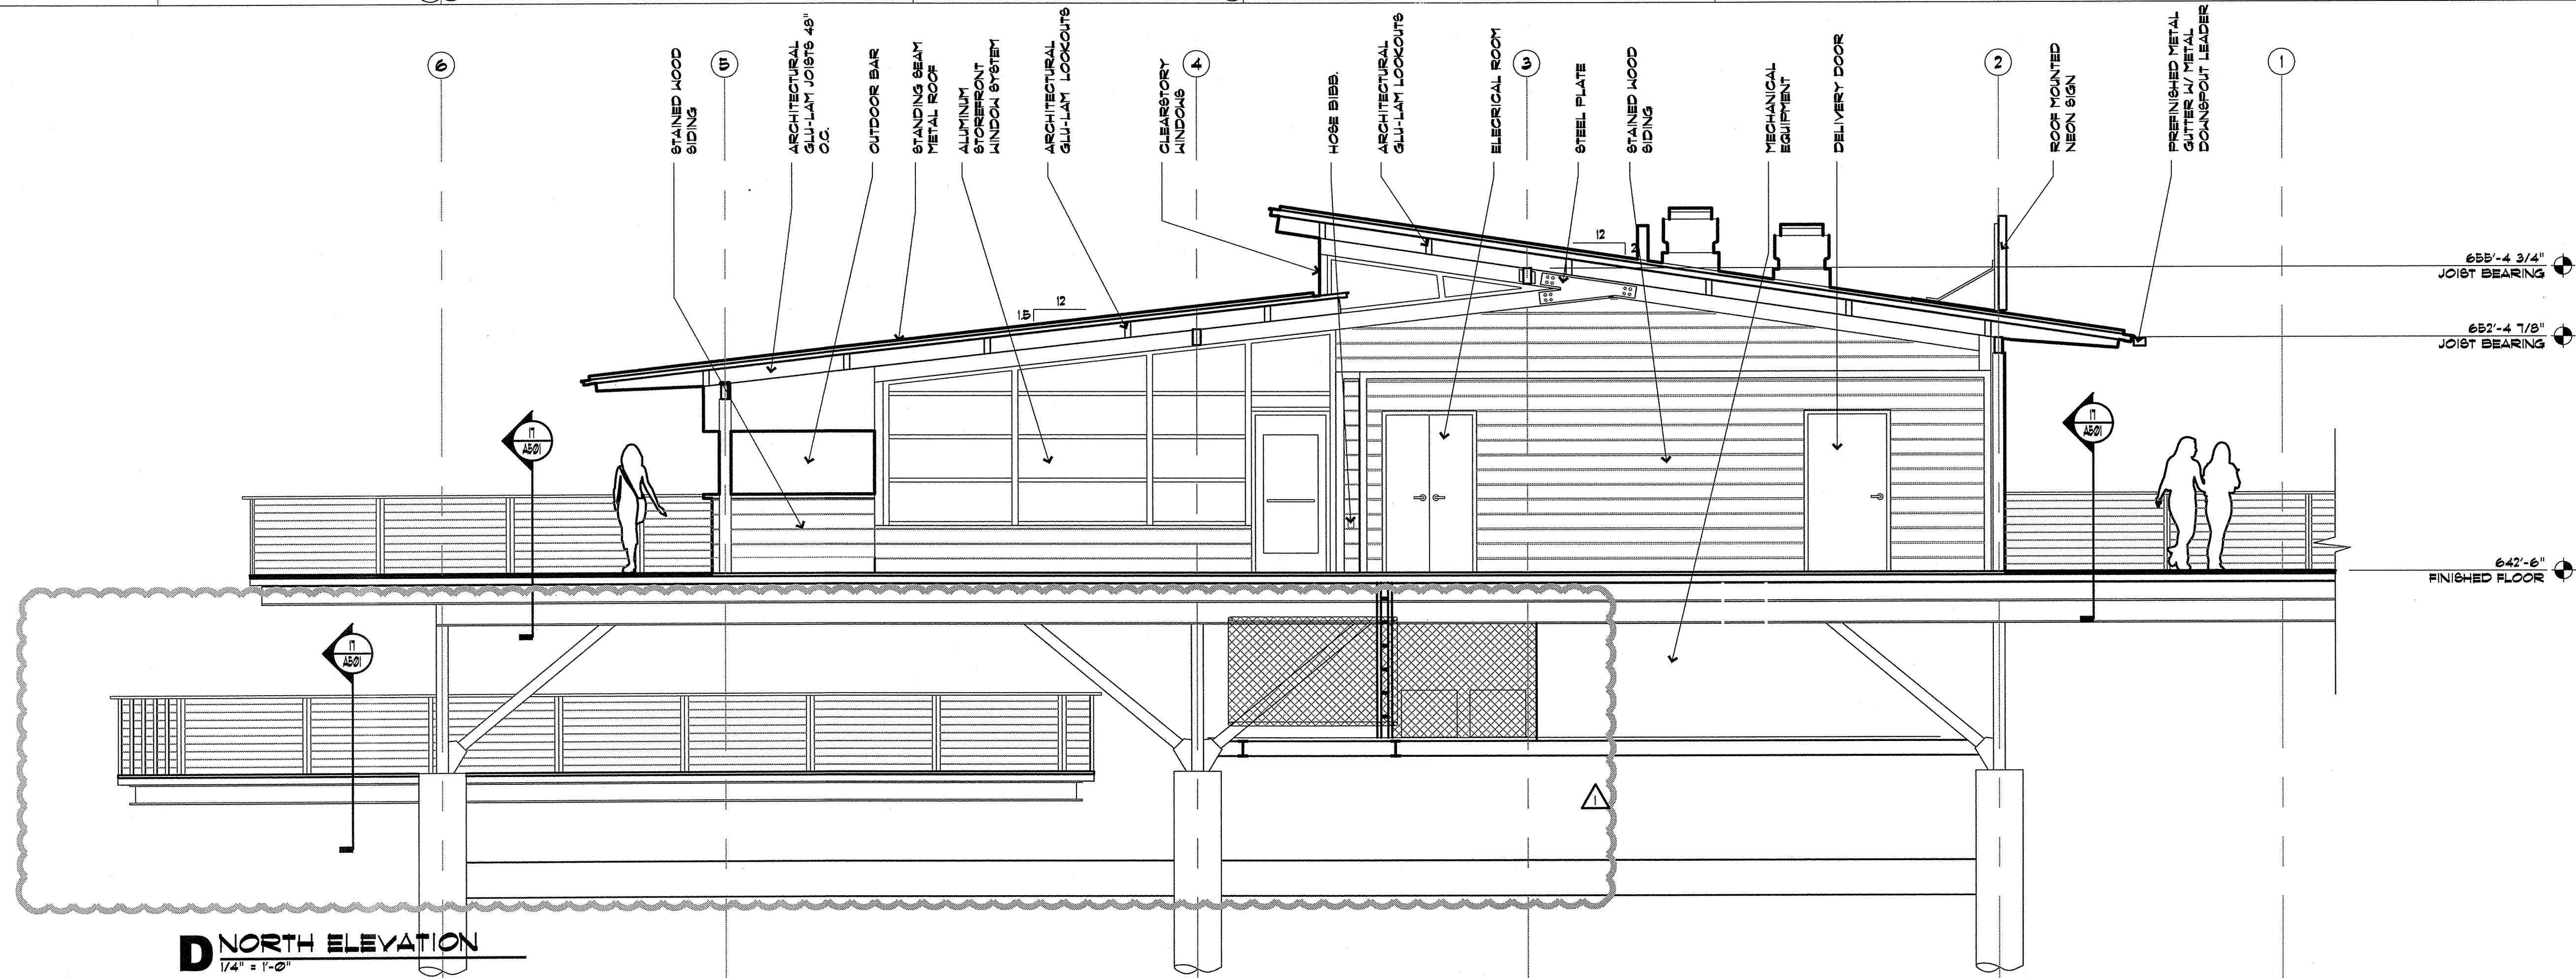 6
5
4
3
2
1
STAINED WOOD
SIDING
ARCHITECTURAL
GLU-LAM JOISTS 48"
O.C.
OUTDOOR BAR
STANDING SEAM
METAL ROOF
ALUMINUM
STOREFRONT
WINDOW SYSTEM
ARCHITECTURAL
GLU-LAM LOOKOUTS
CLEARSTORY
WINDOWS
HOSE BIBB.
ARCHITECTURAL
GLU-LAM LOOKOUTS
ELECRICAL ROOM
STEEL PLATE
STAINED WOOD
SIDING
MECHANICAL
EQUIPMENT
DELIVERY DOOR
ROOF MOUNTED
NEON SIGN
PREFINISHED METAL
GUTTER W/ METAL
DOWNSPOUT LEADER
12
2
12
1.5
655'-4 3/4"
JOIST BEARING
652'-4 7/8"
JOIST BEARING
642'-6"
FINISHED FLOOR
17
A501
17
A501
17
A501
1
D NORTH ELEVATION
1/4" = 1'-0"